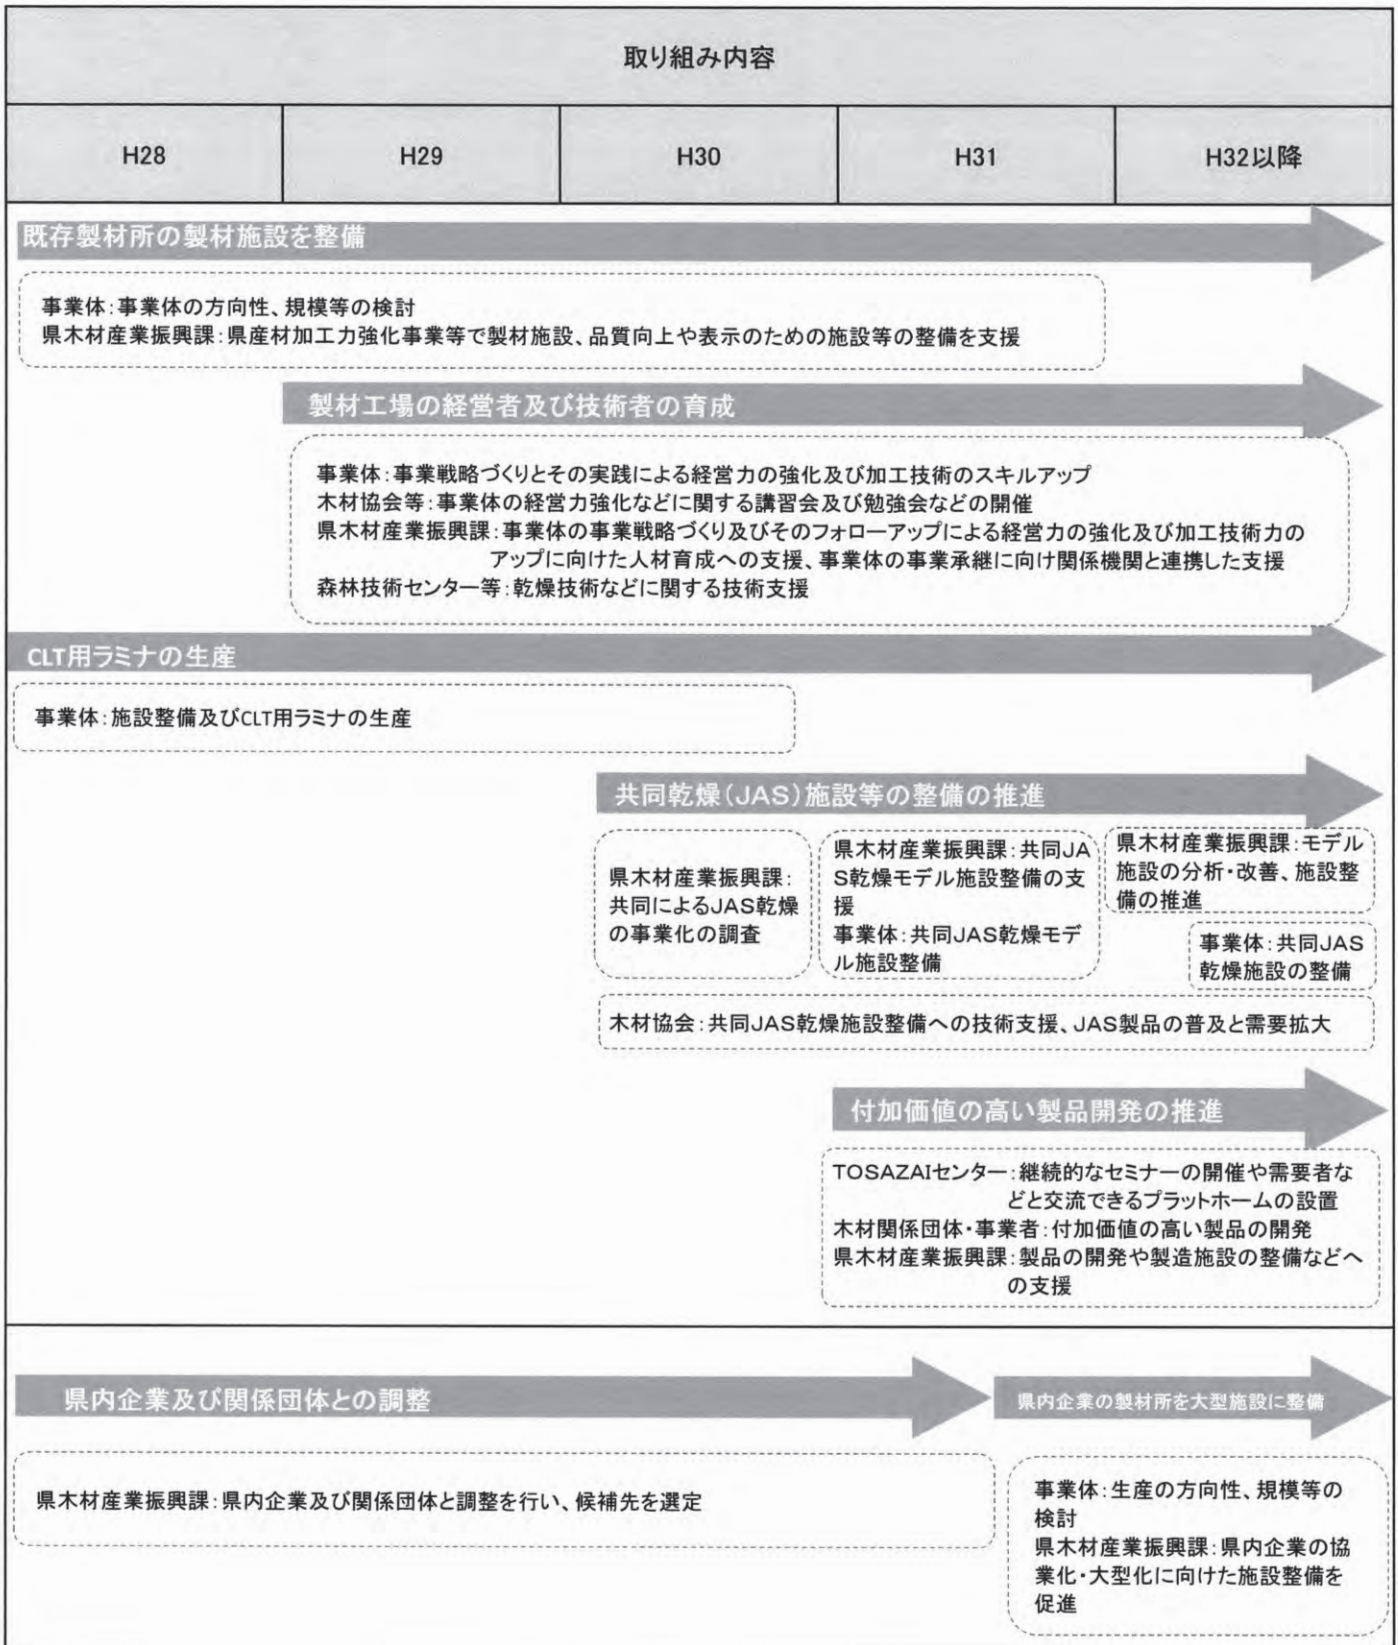 取り組み内容
H28
H29
H30
H31
H32以降
既存製材所の製材施設を整備
事業体：事業体の方向性、規模等の検討
県木材産業振興課：県産材加工力強化事業等で製材施設、品質向上や表示のための施設等の整備を支援
製材工場の経営者及び技術者の育成
事業体：事業戦略づくりとその実践による経営力の強化及び加工技術のスキルアップ
木材協会等：事業体の経営力強化などに関する講習会及び勉強会などの開催
県木材産業振興課：事業体の事業戦略づくり及びそのフォローアップによる経営力の強化及び加工技術力の
アップに向けた人材育成への支援、事業体の事業承継に向け関係機関と連携した支援
森林技術センター等：乾燥技術などに関する技術支援
CLT用ラミナの生産
事業体：施設整備及びCLT用ラミナの生産
共同乾燥（JAS）施設等の整備の推進
県木材産業振興課：
共同によるJAS乾燥
の事業化の調査
県木材産業振興課：共同JA
S乾燥モデル施設整備の支
援
事業体：共同JAS乾燥モデ
ル施設整備
県木材産業振興課：モデル
施設の分析・改善、施設整
備の推進
事業体：共同JAS
乾燥施設の整備
木材協会：共同JAS乾燥施設整備への技術支援、JAS製品の普及と需要拡大
付加価値の高い製品開発の推進
TOSAZAIセンター：継続的なセミナーの開催や需要者な
どと交流できるプラットホームの設置
木材関係団体・事業者：付加価値の高い製品の開発
県木材産業振興課：製品の開発や製造施設の整備などへ
の支援
県内企業及び関係団体との調整
県内企業の製材所を大型施設に整備
県木材産業振興課：県内企業及び関係団体と調整を行い、候補先を選定
事業体：生産の方向性、規模等の
検討
県木材産業振興課：県内企業の協
業化・大型化に向けた施設整備を
促進